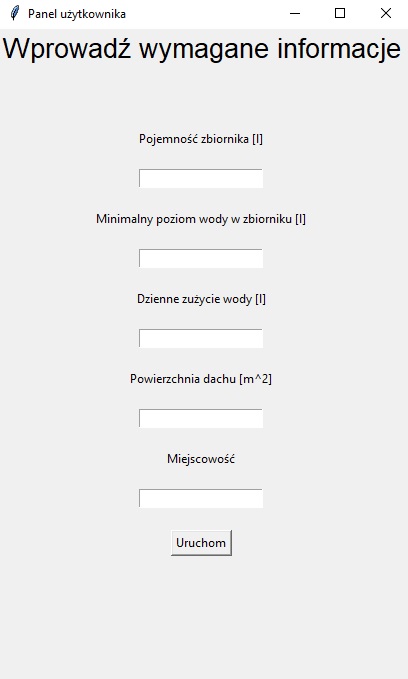 Panel użytkownika
Wprowadź wymagane informacje
Pojemność zbiornika [l]
Minimalny poziom wody w zbiorniku [l]
Dzienne zużycie wody [l]
Powierzchnia dachu [m^2]
Miejscowość
Uruchom